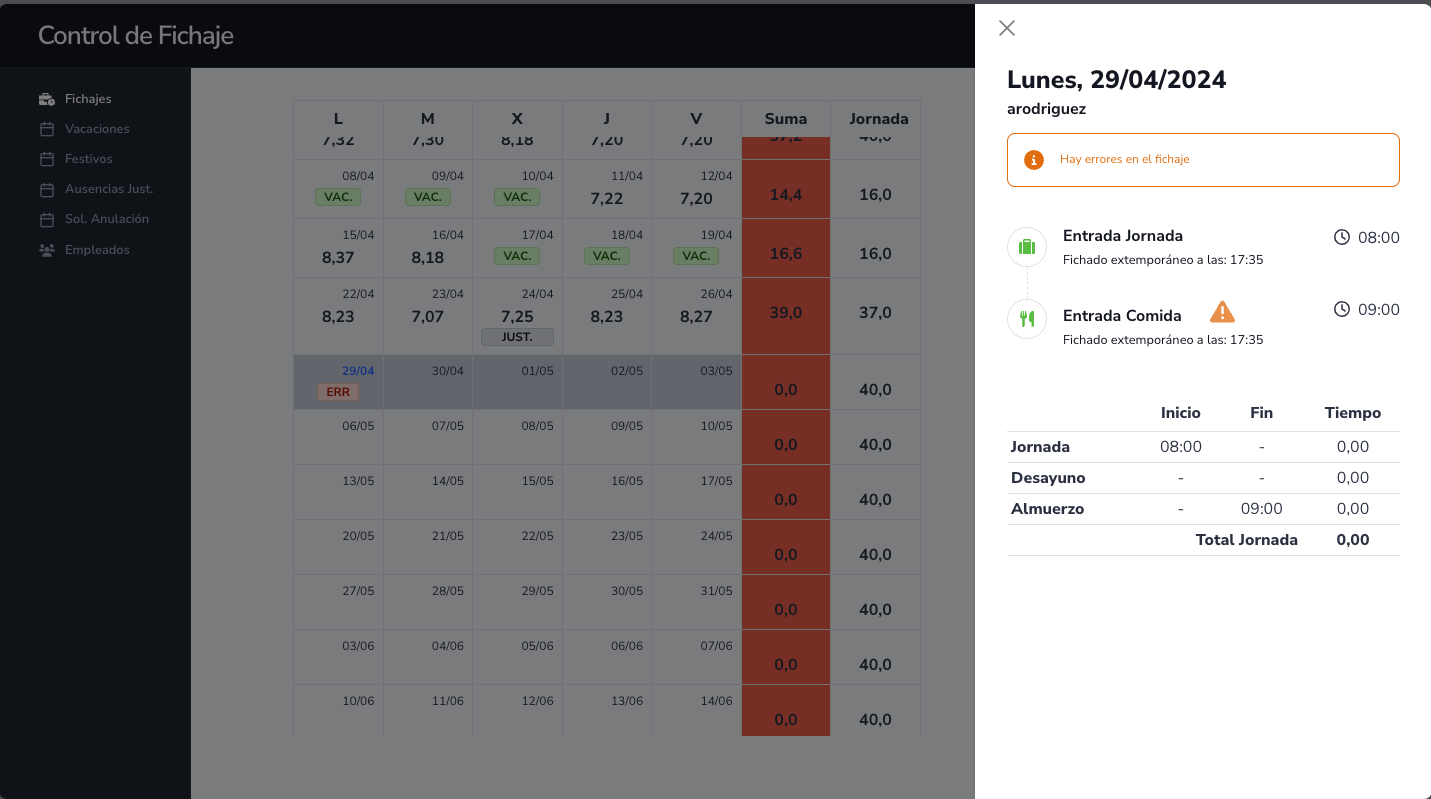 Control de Fichaje
Fichajes
Vacaciones
Festivos
Ausencias Just.
Sol. Anulación
Empleados
L M X J V Suma Jornada
7,32 7,30 8,18 7,20 7,20 37,2 40,0
08/04 09/04 10/04 11/04 12/04
VAC. VAC. VAC. 7,22 7,20 14,4 16,0
15/04 16/04 17/04 18/04 19/04
8,37 8,18 VAC. VAC. VAC. 16,6 16,0
22/04 23/04 24/04 25/04 26/04
8,23 7,07 7,25 8,23 8,27 39,0 37,0
JUST.
29/04 30/04 01/05 02/05 03/05
ERR 0,0 40,0
06/05 07/05 08/05 09/05 10/05
0,0 40,0
13/05 14/05 15/05 16/05 17/05
0,0 40,0
20/05 21/05 22/05 23/05 24/05
0,0 40,0
27/05 28/05 29/05 30/05 31/05
0,0 40,0
03/06 04/06 05/06 06/06 07/06
0,0 40,0
10/06 11/06 12/06 13/06 14/06
0,0 40,0
Lunes, 29/04/2024
arodriguez
Hay errores en el fichaje
Entrada Jornada 08:00
Fichado extemporáneo a las: 17:35
Entrada Comida 09:00
Fichado extemporáneo a las: 17:35
Inicio Fin Tiempo
Jornada 08:00 - 0,00
Desayuno - - 0,00
Almuerzo - 09:00 0,00
Total Jornada 0,00